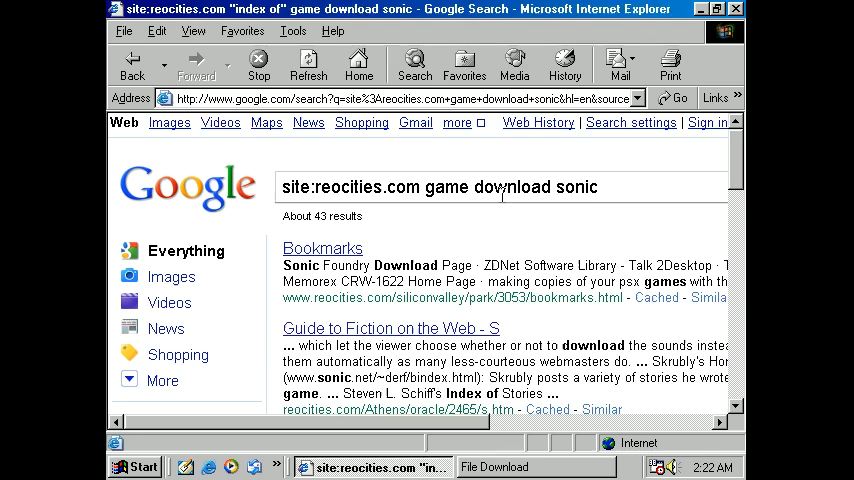 site:reocities.com "index of" game download sonic - Google Search - Microsoft Internet Explorer
File Edit View Favorites Tools Help
Back Forward Stop Refresh Home Search Favorites Media History Mail Print
Address http://www.google.com/search?q=site%3Areocities.com+game+download+sonic&hl=en&source Go Links »
Web Images Videos Maps News Shopping Gmail more Web History | Search settings | Sign in
Google
site:reocities.com game download sonic
About 43 results
Everything
Images
Videos
News
Shopping
More
Bookmarks
Sonic Foundry Download Page · ZDNet Software Library - Talk 2Desktop · T
Memorex CRW-1622 Home Page · making copies of your psx games with th
www.reocities.com/siliconvalley/park/3053/bookmarks.html - Cached - Simila
Guide to Fiction on the Web - S
... which let the viewer choose whether or not to download the sounds instea
them automatically as many less-courteous webmasters do. ... Skrubly's Hor
(www.sonic.net/~derf/bindex.html): Skrubly posts a variety of stories he wrote
game. ... Steven L. Schiff's Index of Stories ...
reocities.com/Athens/oracle/2465/s.htm - Cached - Similar
Internet
Start » site:reocities.com "in... File Download 2:22 AM